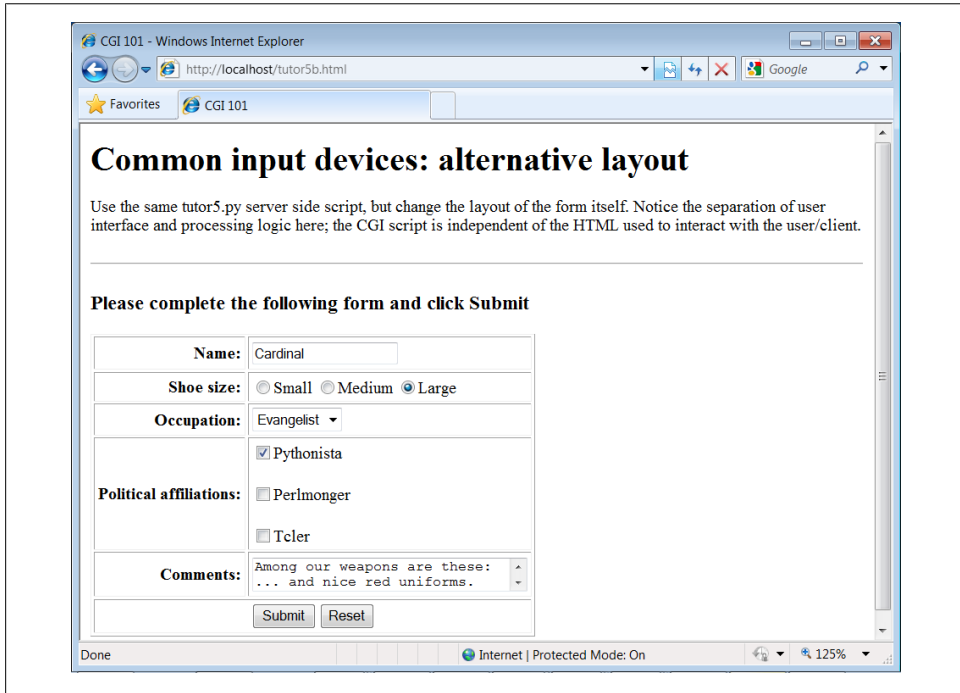 CGI 101 - Windows Internet Explorer
http://localhost/tutor5b.html
Google
Favorites
CGI 101
Common input devices: alternative layout
Use the same tutor5.py server side script, but change the layout of the form itself. Notice the separation of user
interface and processing logic here; the CGI script is independent of the HTML used to interact with the user/client.
Please complete the following form and click Submit
Name: Cardinal
Shoe size: Small Medium Large
Occupation: Evangelist
Pythonista
Political affiliations: Perlmonger
Tcler
Comments: Among our weapons are these:
... and nice red uniforms.
Submit Reset
Done Internet | Protected Mode: On 125%